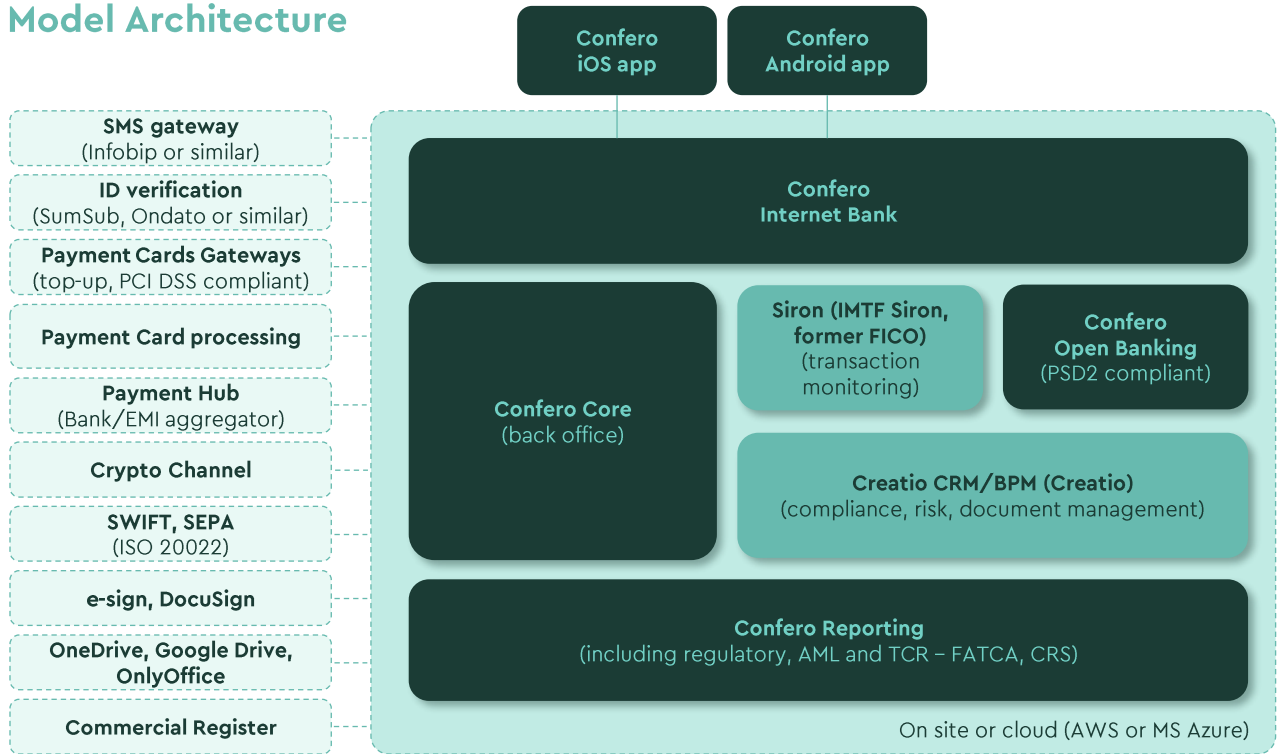 Model Architecture
Confero
iOS app
Confero
Android app
SMS gateway
(Infobip or similar)
ID verification
(SumSub, Ondato or similar)
Payment Cards Gateways
(top-up, PCI DSS compliant)
Payment Card processing
Payment Hub
(Bank/EMI aggregator)
Crypto Channel
SWIFT, SEPA
(ISO 20022)
e-sign, DocuSign
OneDrive, Google Drive,
OnlyOffice
Commercial Register
Confero
Internet Bank
Confero Core
(back office)
Siron (IMTF Siron,
former FICO)
(transaction
monitoring)
Confero
Open Banking
(PSD2 compliant)
Creatio CRM/BPM (Creatio)
(compliance, risk, document management)
Confero Reporting
(including regulatory, AML and TCR – FATCA, CRS)
On site or cloud (AWS or MS Azure)